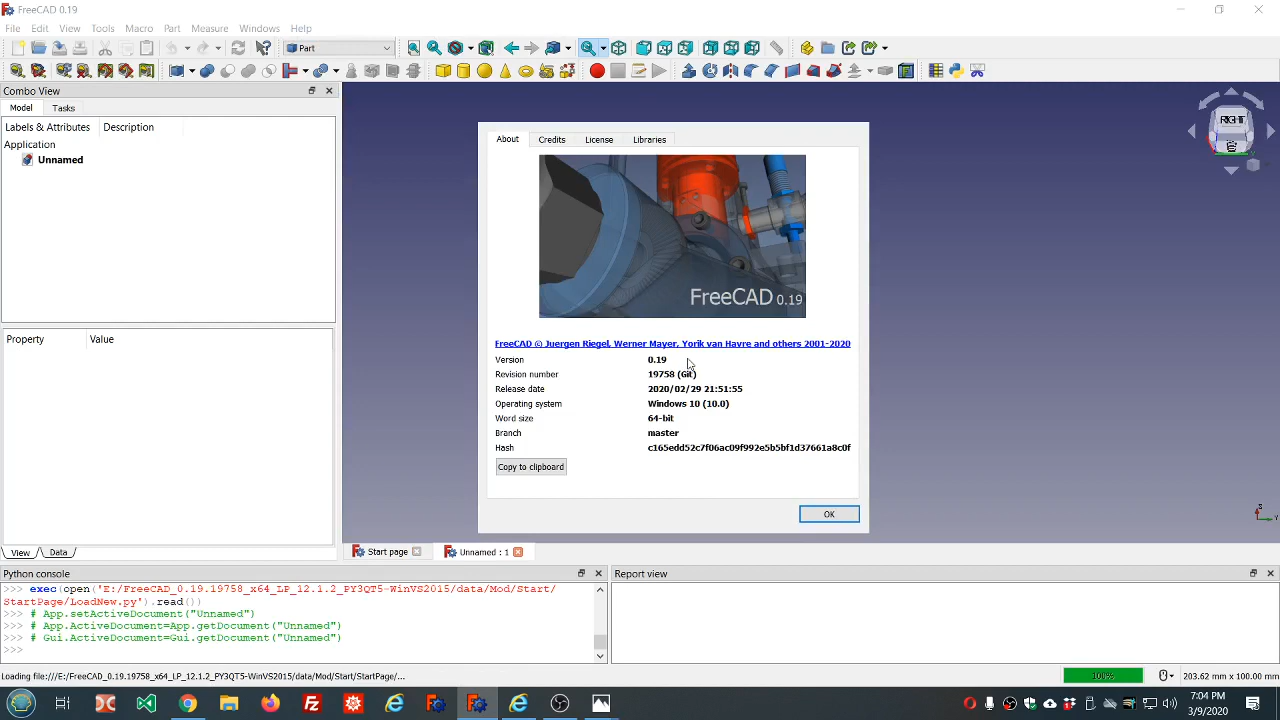 FreeCAD 0.19
File Edit View Tools Macro Part Measure Windows Help
Part
Combo View
Model Tasks
Labels & Attributes Description
Application
Unnamed
Property Value
View Data
RIGHT
About Credits License Libraries
FreeCAD 0.19
FreeCAD © Juergen Riegel, Werner Mayer, Yorik van Havre and others 2001-2020
Version 0.19
Revision number 19758 (Git)
Release date 2020/02/29 21:51:55
Operating system Windows 10 (10.0)
Word size 64-bit
Branch master
Hash c165edd52c7f06ac09f992e5b5bf1d37661a8c0f
Copy to clipboard
OK
Start page Unnamed : 1
Python console
>>> exec(open('E:/FreeCAD_0.19.19758_x64_LP_12.1.2_PY3QT5-WinVS2015/data/Mod/Start/
StartPage/LoadNew.py').read())
>>> # App.setActiveDocument("Unnamed")
>>> # App.ActiveDocument=App.getDocument("Unnamed")
>>> # Gui.ActiveDocument=Gui.getDocument("Unnamed")
>>>
Report view
Loading file:///E:/FreeCAD_0.19.19758_x64_LP_12.1.2_PY3QT5-WinVS2015/data/Mod/Start/StartPage/...
100%
203.62 mm x 100.00 mm
7:04 PM
3/9/2020